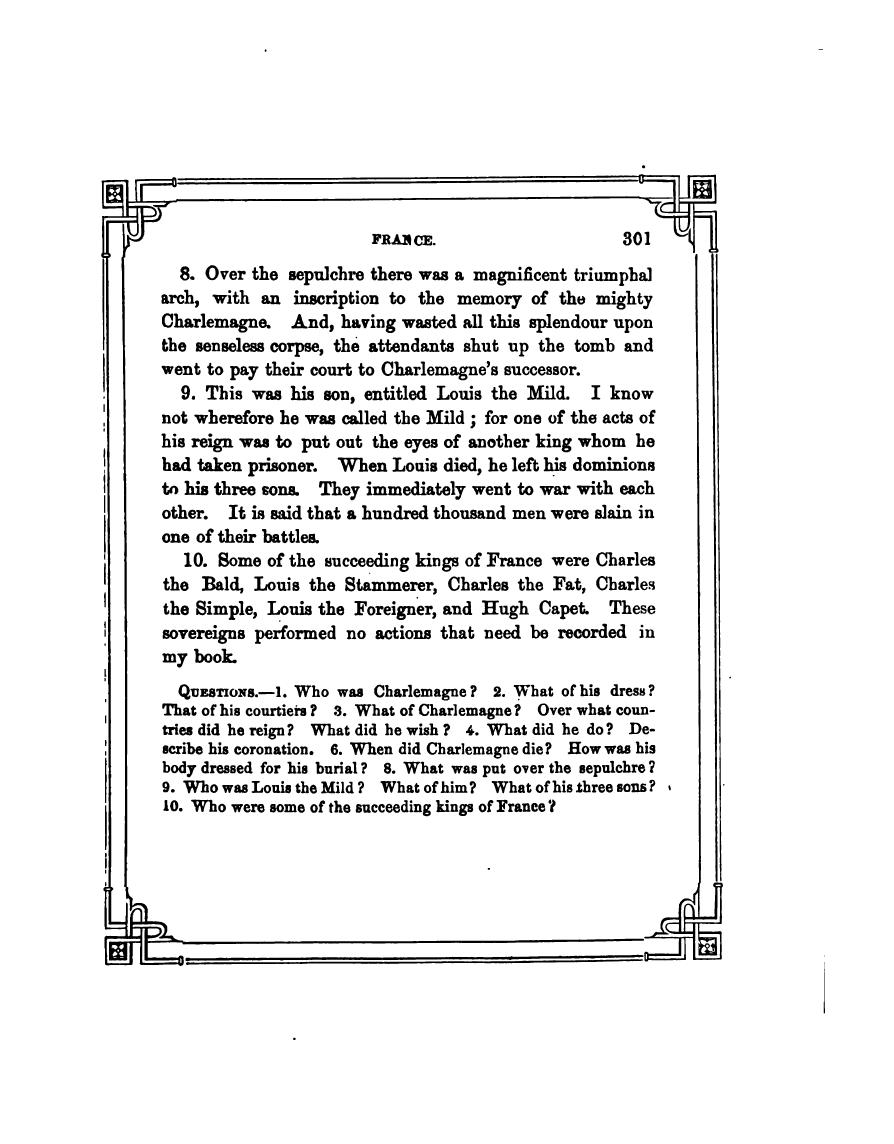 FRANCE. 301
8. Over the sepulchre there was a magnificent triumphal
arch, with an inscription to the memory of the mighty
Charlemagne. And, having wasted all this splendour upon
the senseless corpse, the attendants shut up the tomb and
went to pay their court to Charlemagne's successor.
9. This was his son, entitled Louis the Mild. I know
not wherefore he was called the Mild; for one of the acts of
his reign was to put out the eyes of another king whom he
had taken prisoner. When Louis died, he left his dominions
to his three sons. They immediately went to war with each
other. It is said that a hundred thousand men were slain in
one of their battles.
10. Some of the succeeding kings of France were Charles
the Bald, Louis the Stammerer, Charles the Fat, Charles
the Simple, Louis the Foreigner, and Hugh Capet. These
sovereigns performed no actions that need be recorded in
my book.
QUESTIONS.—1. Who was Charlemagne? 2. What of his dress?
That of his courtiers? 3. What of Charlemagne? Over what coun-
tries did he reign? What did he wish? 4. What did he do? De-
scribe his coronation. 6. When did Charlemagne die? How was his
body dressed for his burial? 8. What was put over the sepulchre?
9. Who was Louis the Mild? What of him? What of his three sons?
10. Who were some of the succeeding kings of France?